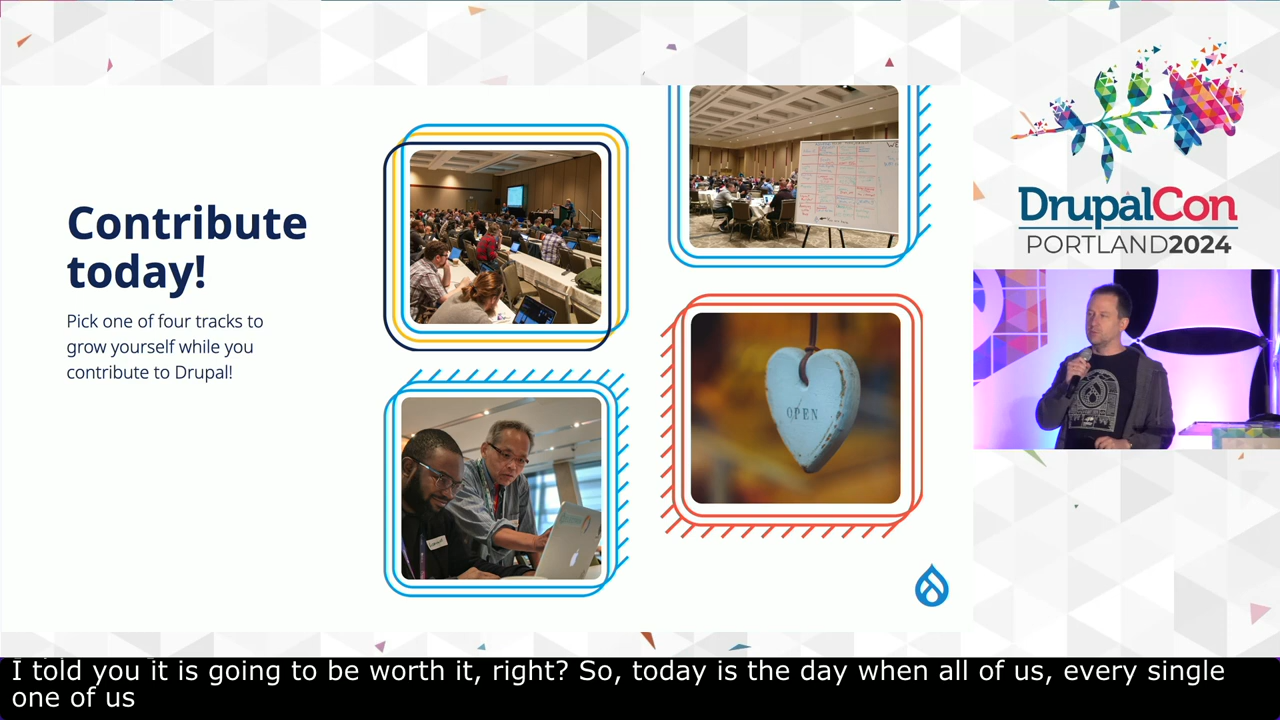 Contribute
today!
Pick one of four tracks to
grow yourself while you
contribute to Drupal!
OPEN
DrupalCon
PORTLAND2024
I told you it is going to be worth it, right? So, today is the day when all of us, every single
one of us